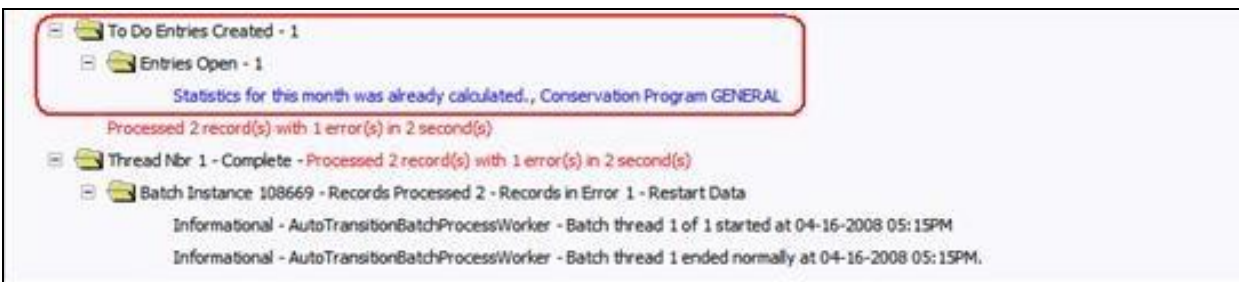 To Do Entries Created - 1
Entries Open - 1
Statistics for this month was already calculated., Conservation Program GENERAL
Processed 2 record(s) with 1 error(s) in 2 second(s)
Thread Nbr 1 - Complete - Processed 2 record(s) with 1 error(s) in 2 second(s)
Batch Instance 108669 - Records Processed 2 - Records in Error 1 - Restart Data
Informational - AutoTransitionBatchProcessWorker - Batch thread 1 of 1 started at 04-16-2008 05:15PM
Informational - AutoTransitionBatchProcessWorker - Batch thread 1 ended normally at 04-16-2008 05:15PM.